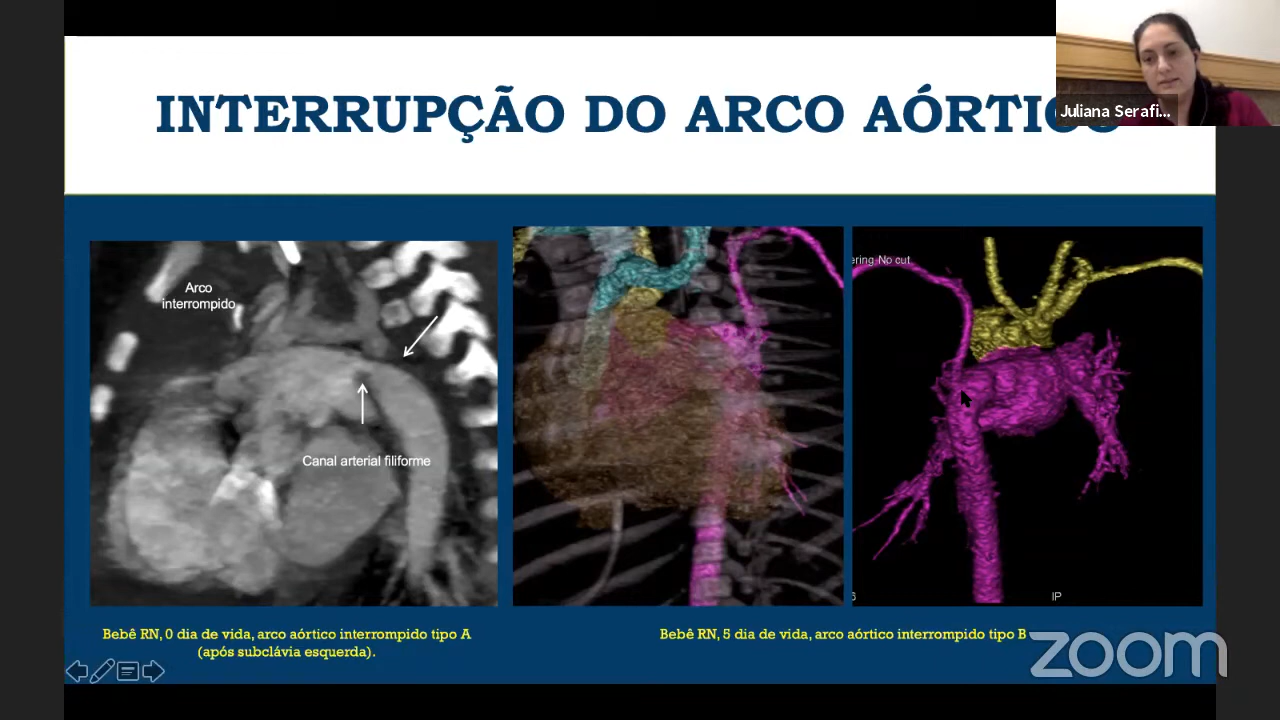 INTERRUPÇÃO DO ARCO AÓRTICO
Juliana Serafi...
Arco
interrompido
Canal arterial filiforme
ering-No cut
IP
Bebê RN, 0 dia de vida, arco aórtico interrompido tipo A
(após subclávia esquerda).
Bebê RN, 5 dia de vida, arco aórtico interrompido tipo B
zoom